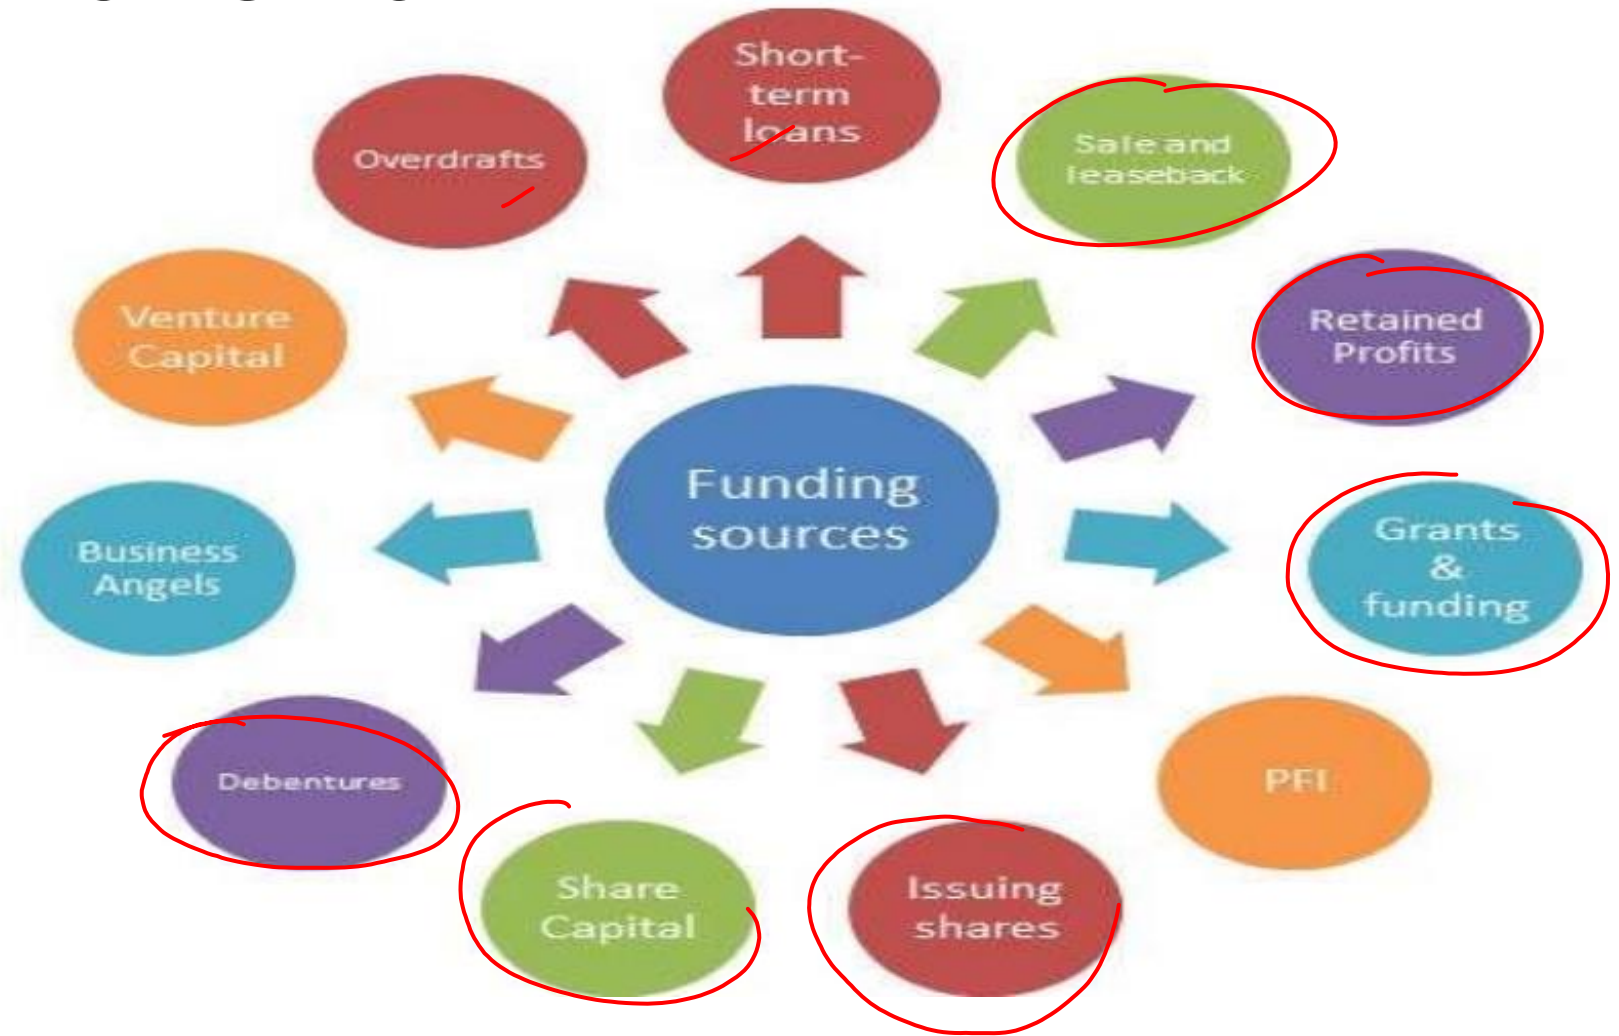 Short-
term
loans
Sale and
leaseback
Retained
Profits
Grants
&
funding
PFI
Issuing
shares
Share
Capital
Debentures
Business
Angels
Venture
Capital
Overdrafts
Funding
sources